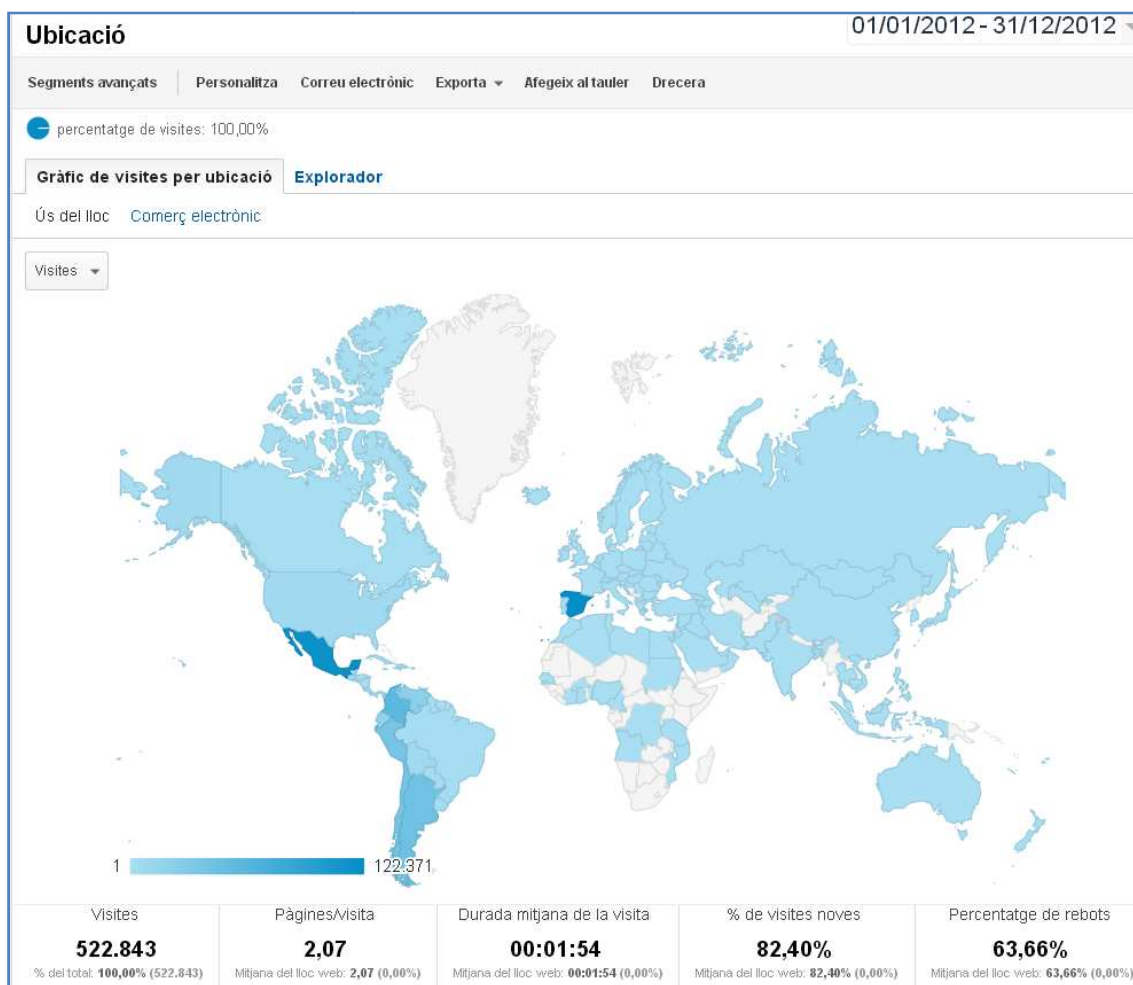 Ubicació
01/01/2012 - 31/12/2012
Segments avançats Personalitza Correu electrònic Exporta Afegeix al tauler Drecera
percentatge de visites: 100,00%
Gràfic de visites per ubicació Explorador
Ús del lloc Comerç electrònic
Visites
1 122.371
Visites Pàgines/visita Durada mitjana de la visita % de visites noves Percentatge de rebots
522.843 2,07 00:01:54 82,40% 63,66%
% del total: 100,00% (522.843) Mitjana del lloc web: 2,07 (0,00%) Mitjana del lloc web: 00:01:54 (0,00%) Mitjana del lloc web: 82,40% (0,00%) Mitjana del lloc web: 63,66% (0,00%)